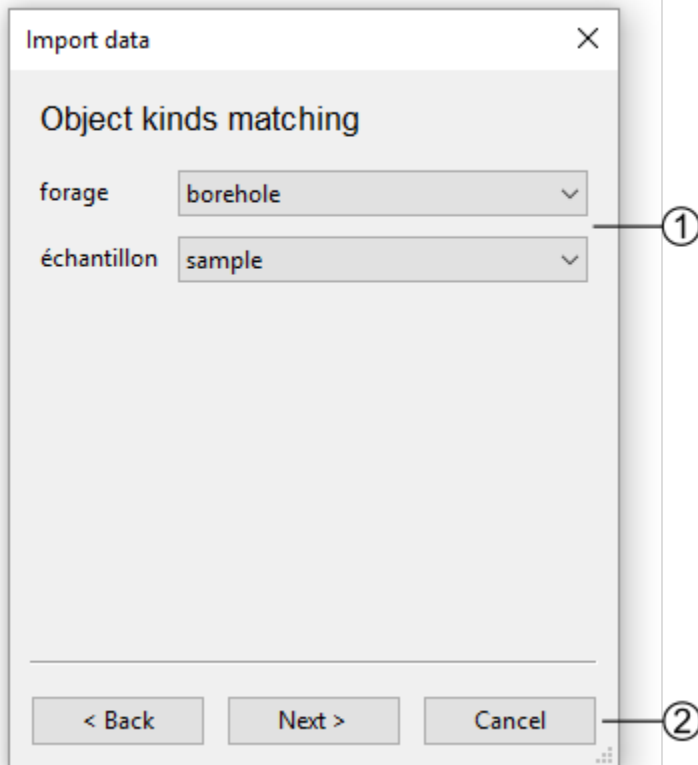 Import data
Object kinds matching
forage borehole
①
échantillon sample
< Back Next > Cancel ②